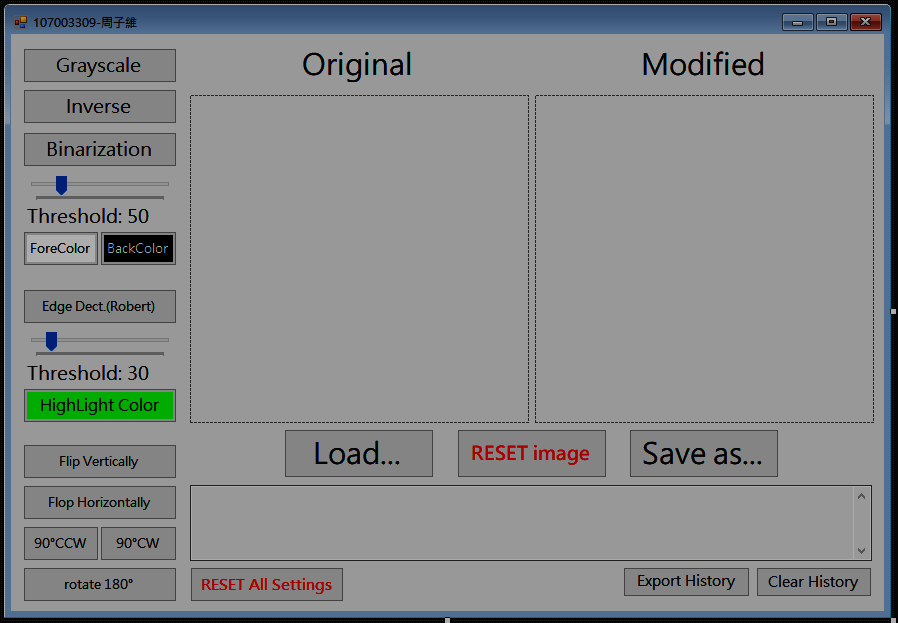 107003309-周子維
Grayscale
Inverse
Binarization
Threshold: 50
ForeColor
BackColor
Edge Dect.(Robert)
Threshold: 30
HighLight Color
Flip Vertically
Flop Horizontally
90°CCW
90°CW
rotate 180°
Original
Modified
Load...
RESET image
Save as...
RESET All Settings
Export History
Clear History